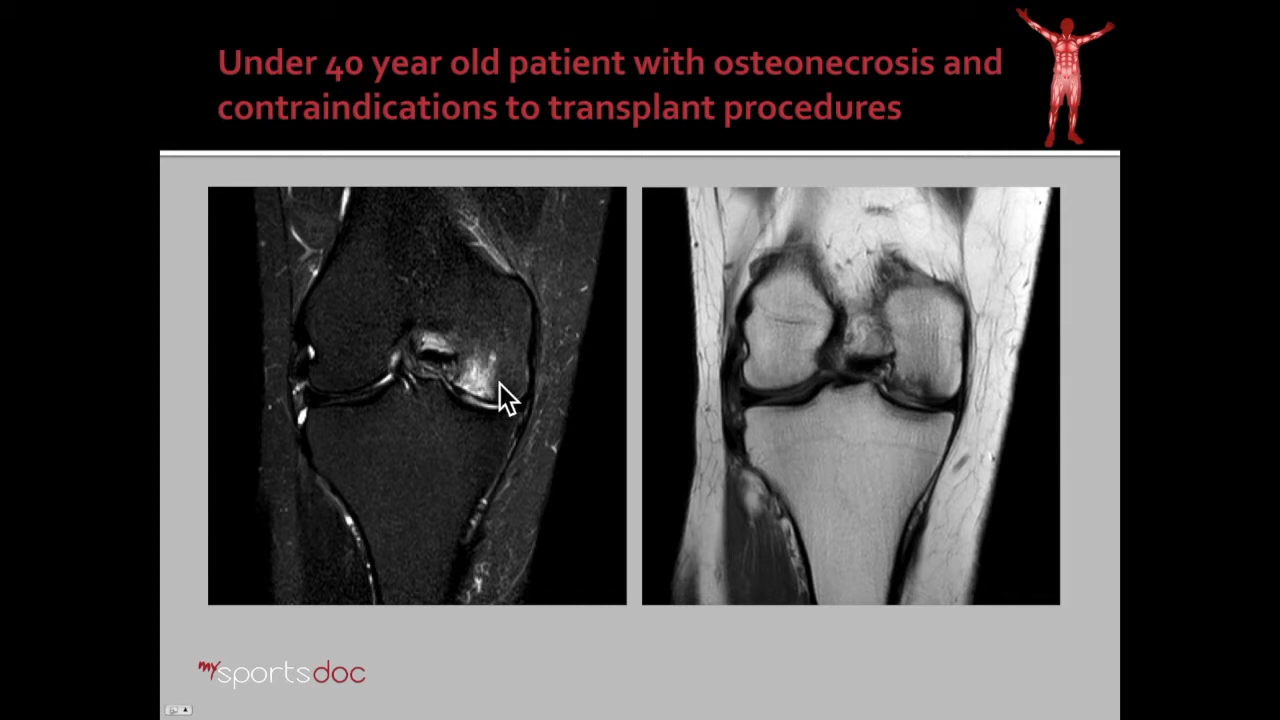 Under 40 year old patient with osteonecrosis and
contraindications to transplant procedures
mysportsdoc